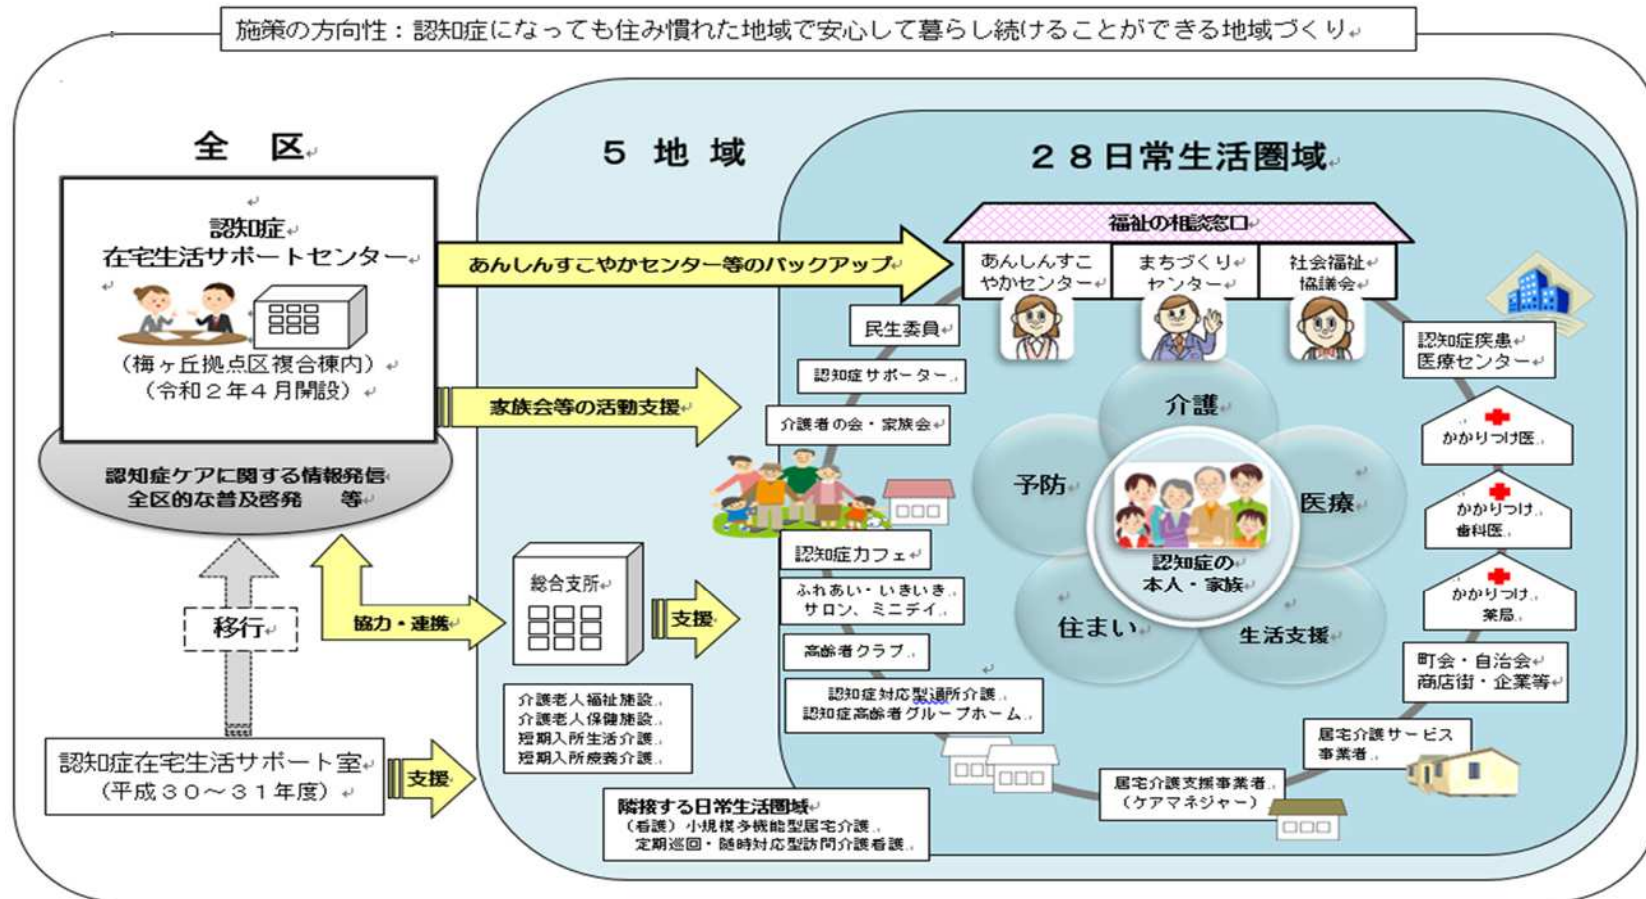 施策の方向性：認知症になっても住み慣れた地域で安心して暮らし続けることができる地域づくり
全　区
認知症
在宅生活サポートセンター
（梅ヶ丘拠点区複合棟内）
（令和２年４月開設）
認知症ケアに関する情報発信
全区的な普及啓発　等
移行
認知症在宅生活サポート室
（平成３０～３１年度）
支援
あんしんすこやかセンター等のバックアップ
家族会等の活動支援
協力・連携
５ 地 域
総合支所
支援
介護老人福祉施設
介護老人保健施設
短期入所生活介護
短期入所療養介護
隣接する日常生活圏域
（看護）小規模多機能型居宅介護
定期巡回・随時対応型訪問介護看護
２８日常生活圏域
福祉の相談窓口
あんしんすこ
やかセンター
まちづくり
センター
社会福祉
協議会
民生委員
認知症サポーター
介護者の会・家族会
認知症カフェ
ふれあい・いきいき
サロン、ミニデイ
高齢者クラブ
認知症対応型通所介護
認知症高齢者グループホーム
介護
予防
医療
住まい
生活支援
認知症の
本人・家族
認知症疾患
医療センター
かかりつけ医
かかりつけ
歯科医
かかりつけ
薬局
町会・自治会
商店街・企業等
居宅介護サービス
事業者
居宅介護支援事業者
（ケアマネジャー）